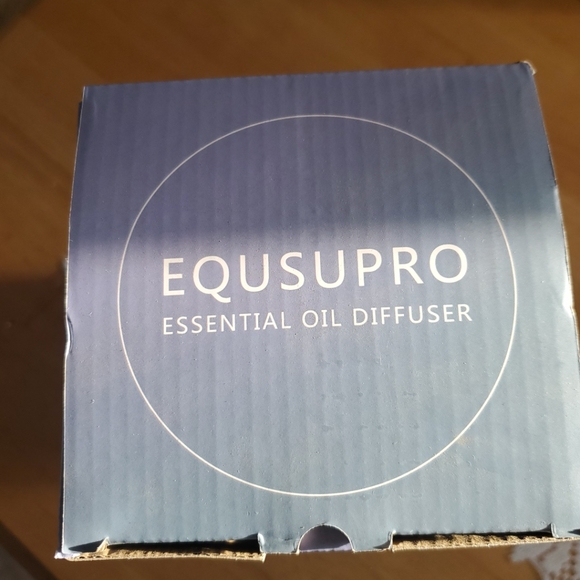 EQUSUPRO
ESSENTIAL OIL DIFFUSER